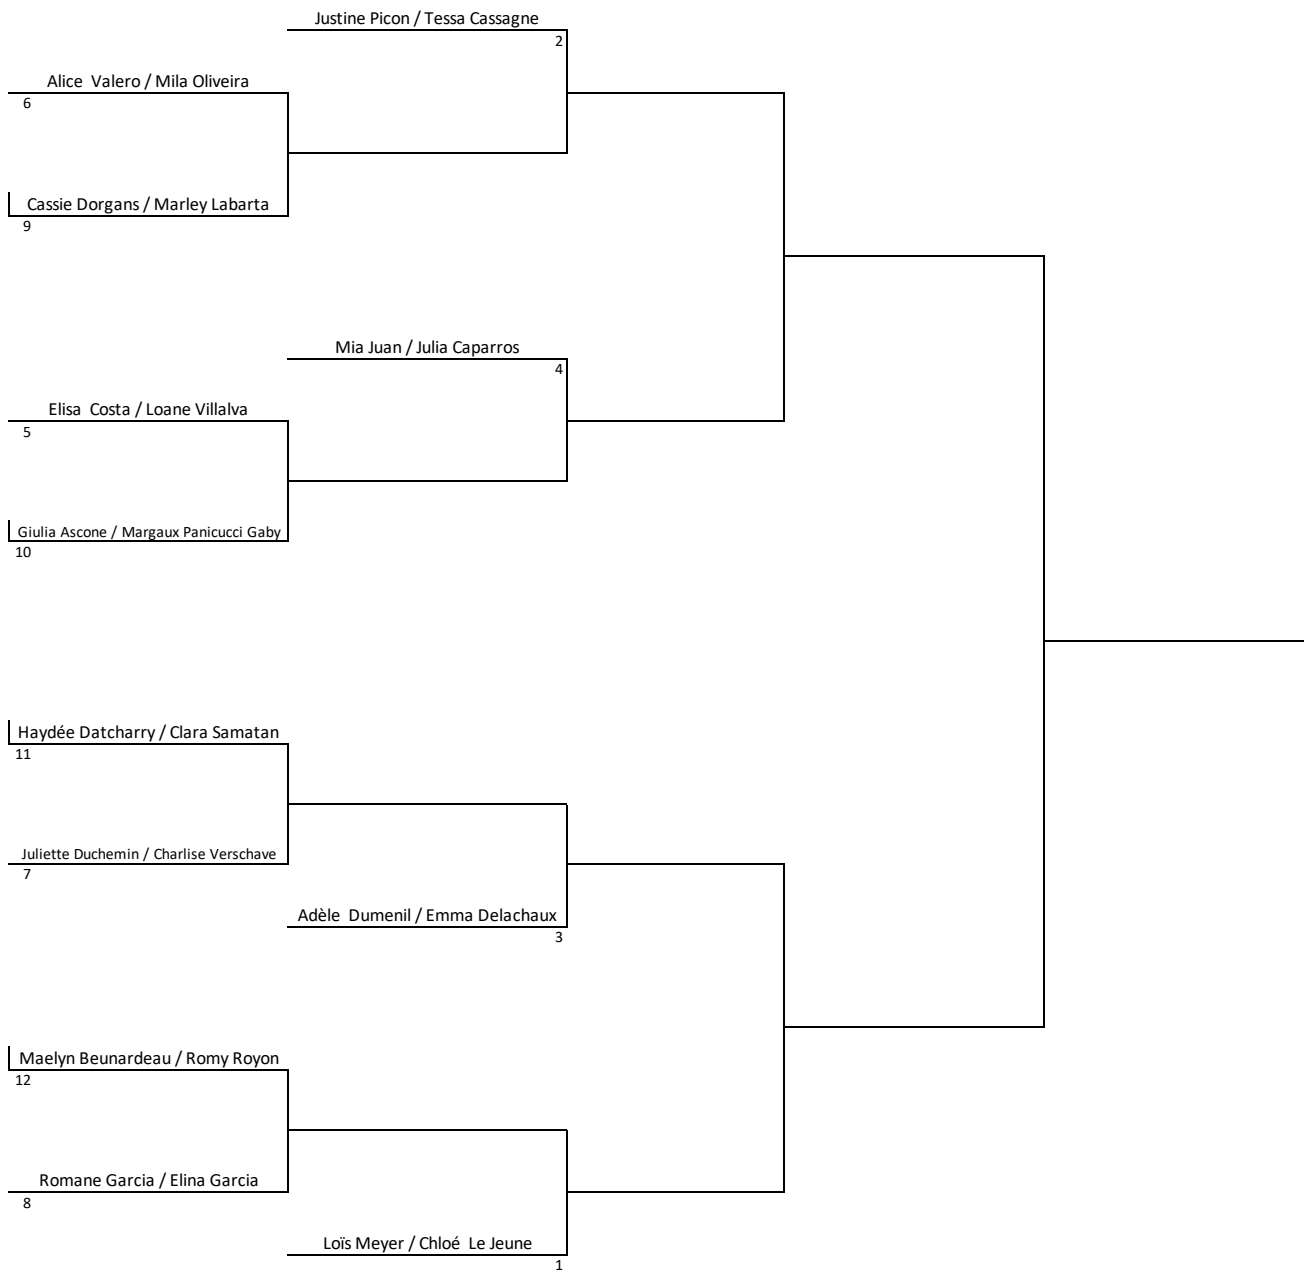 Justine Picon / Tessa Cassagne
2
Alice  Valero / Mila Oliveira
6
Cassie Dorgans / Marley Labarta
9
Mia Juan / Julia Caparros
4
Elisa  Costa / Loane Villalva
5
Giulia Ascone / Margaux Panicucci Gaby
10
Haydée Datcharry / Clara Samatan
11
Juliette Duchemin / Charlise Verschave
7
Adèle  Dumenil / Emma Delachaux
3
Maelyn Beunardeau / Romy Royon
12
Romane Garcia / Elina Garcia
8
Loïs Meyer / Chloé  Le Jeune
1